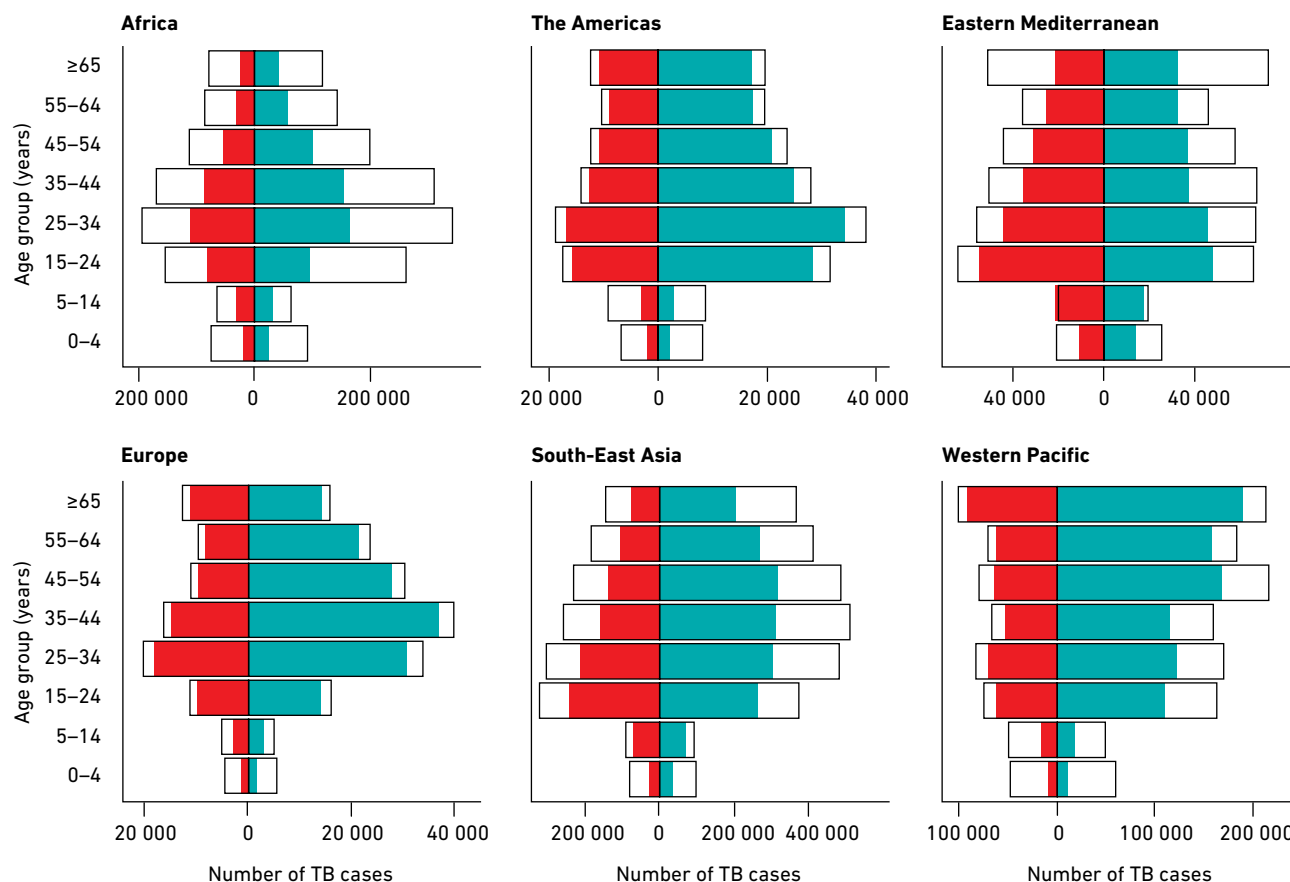 Africa
The Americas
Eastern Mediterranean
Age group (years)
≥65
55–64
45–54
35–44
25–34
15–24
5–14
0–4
200 000 0 200 000
20 000 0 20 000 40 000
40 000 0 40 000
Europe
South-East Asia
Western Pacific
Age group (years)
≥65
55–64
45–54
35–44
25–34
15–24
5–14
0–4
20 000 0 20 000 40 000
200 000 0 200 000 400 000
100 000 0 100 000 200 000
Number of TB cases
Number of TB cases
Number of TB cases